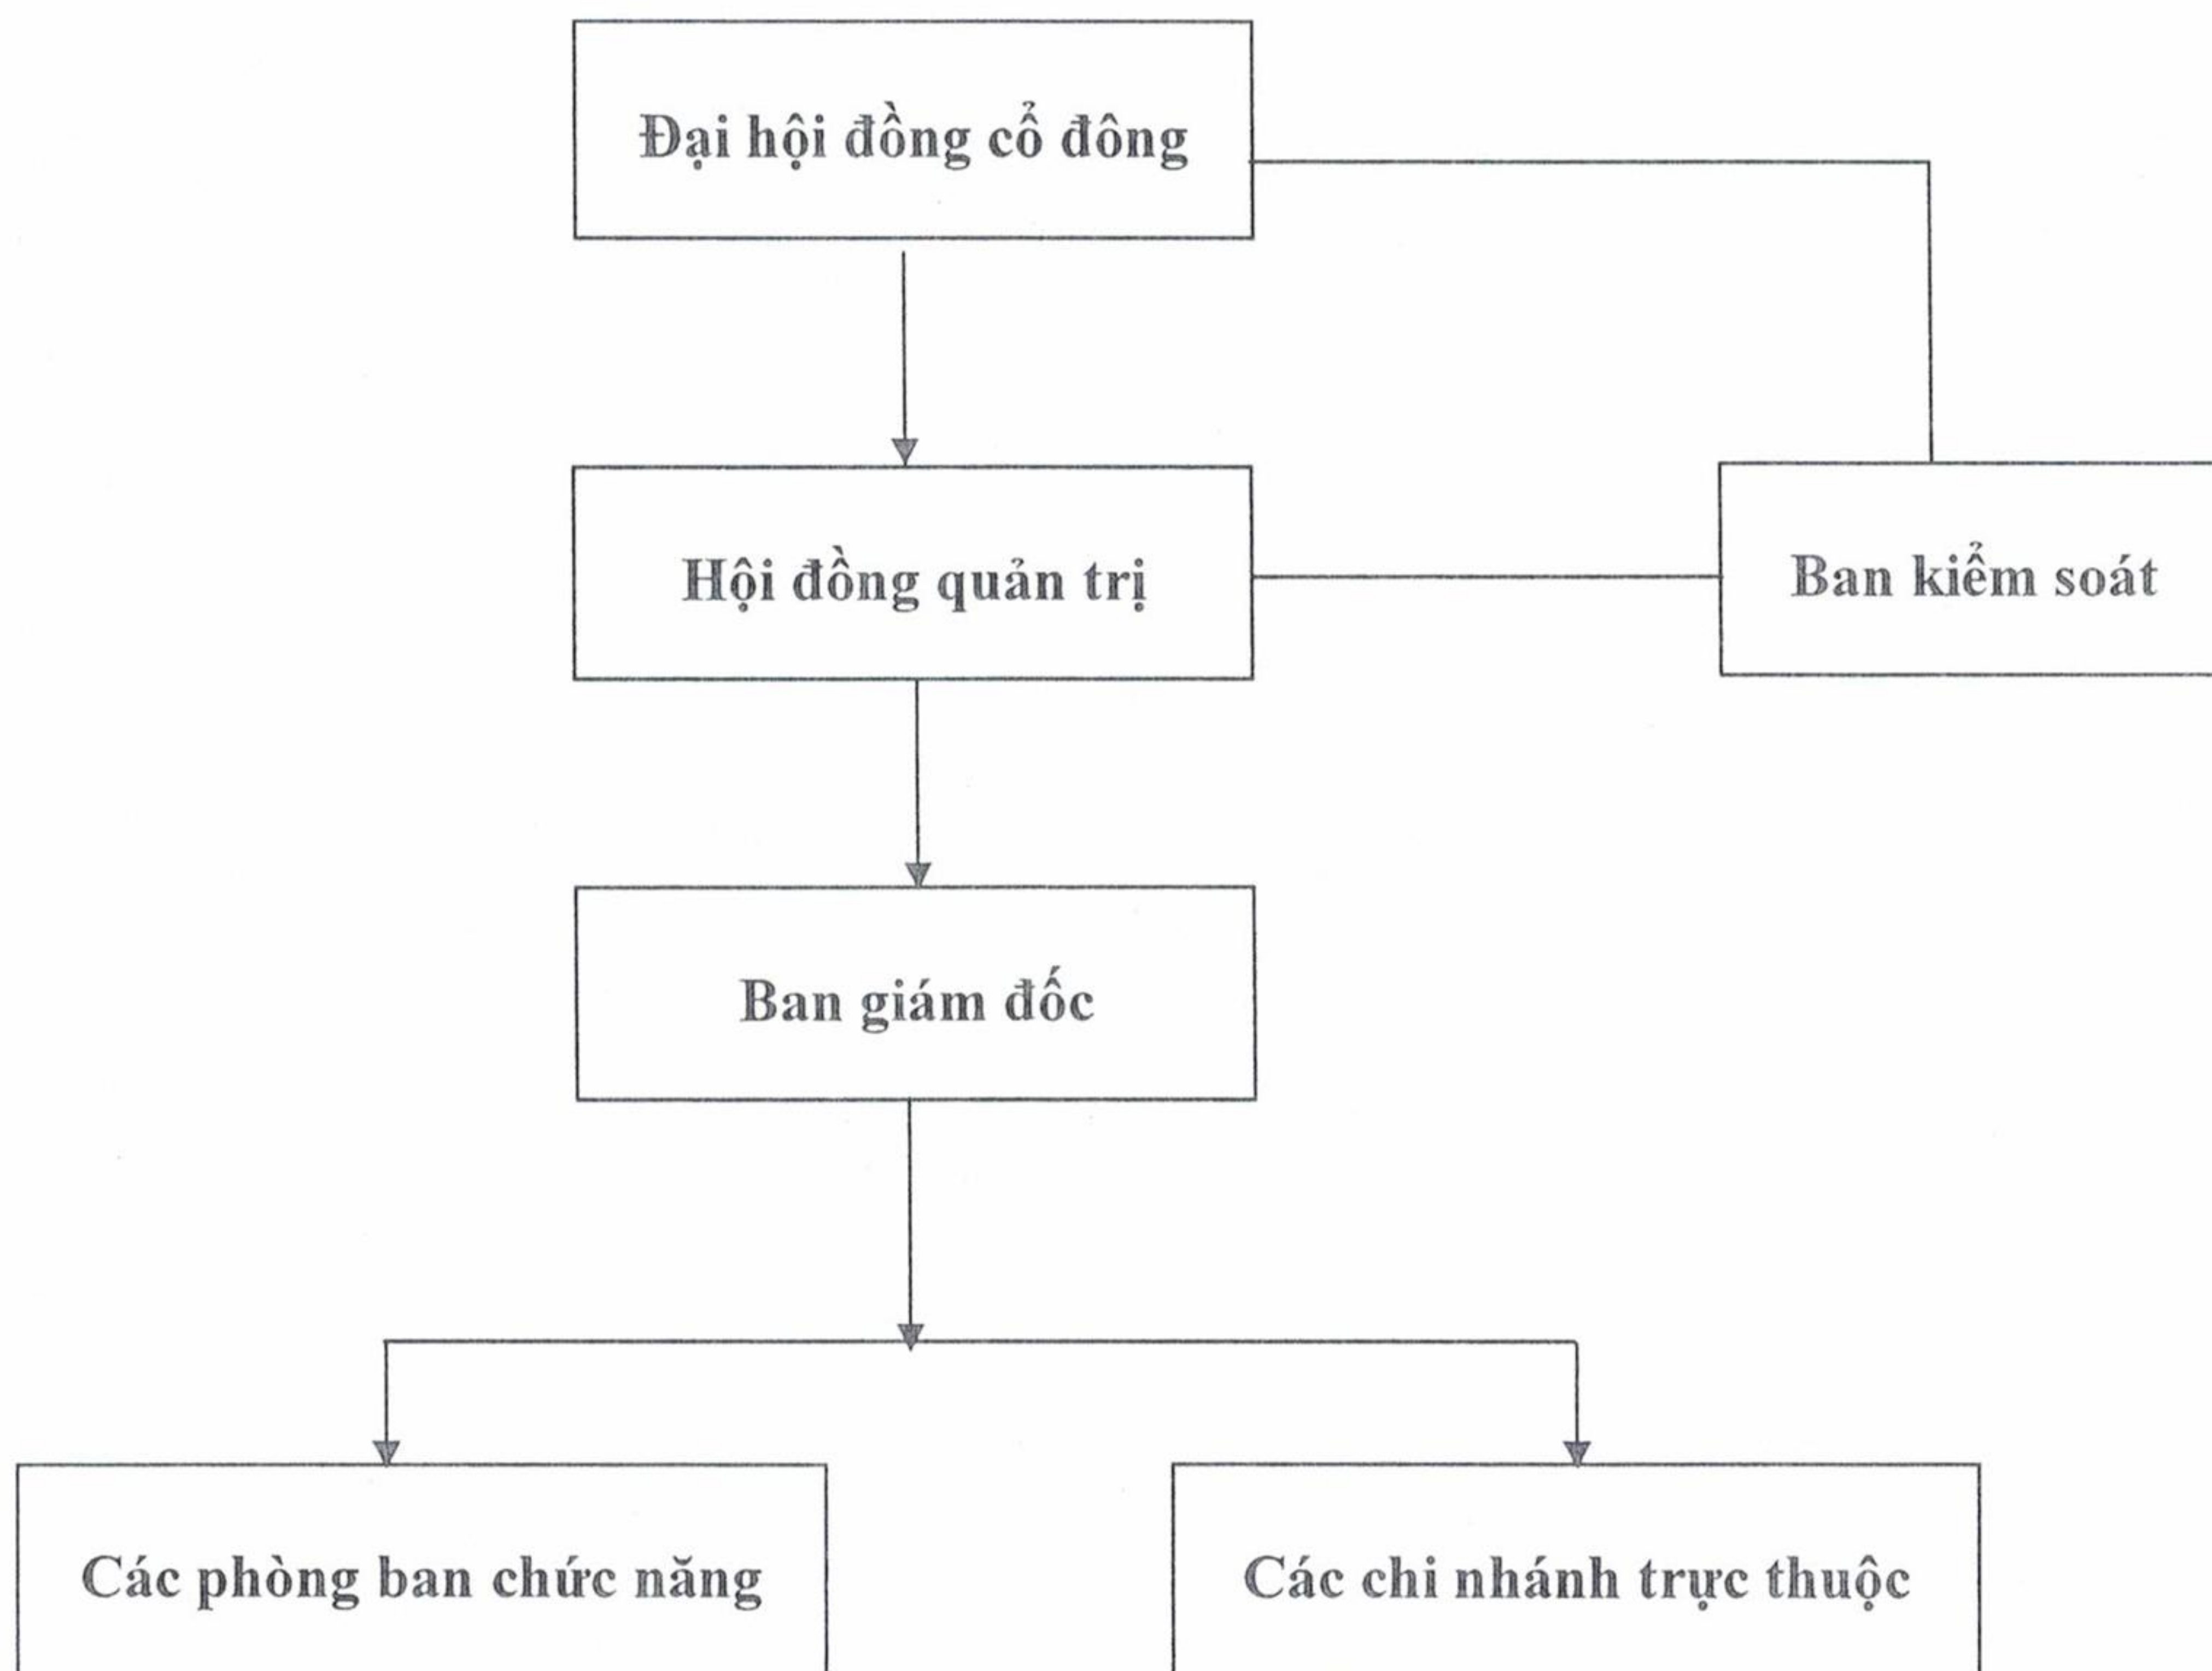 Đại hội đồng cổ đông
Hội đồng quản trị
Ban kiểm soát
Ban giám đốc
Các phòng ban chức năng
Các chi nhánh trực thuộc